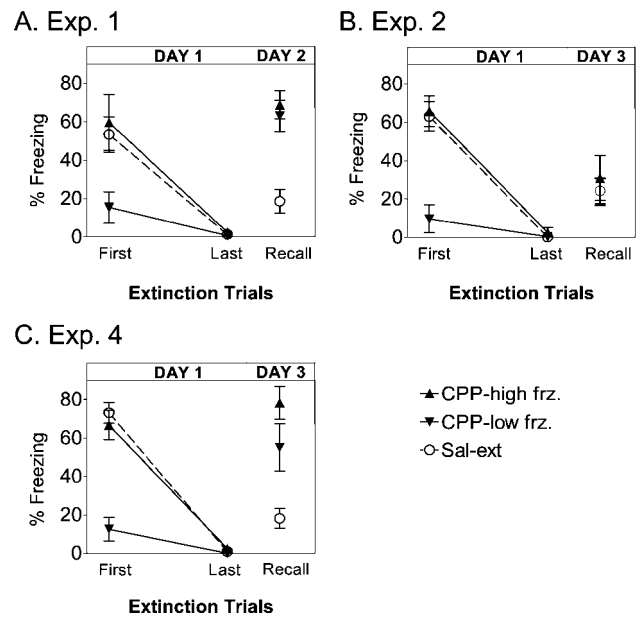 A. Exp. 1
DAY 1 DAY 2
80
60
40
20
0
% Freezing
First Last Recall
Extinction Trials
B. Exp. 2
DAY 1 DAY 3
80
60
40
20
0
% Freezing
First Last Recall
Extinction Trials
C. Exp. 4
DAY 1 DAY 3
80
60
40
20
0
% Freezing
First Last Recall
Extinction Trials
CPP-high frz.
CPP-low frz.
Sal-ext